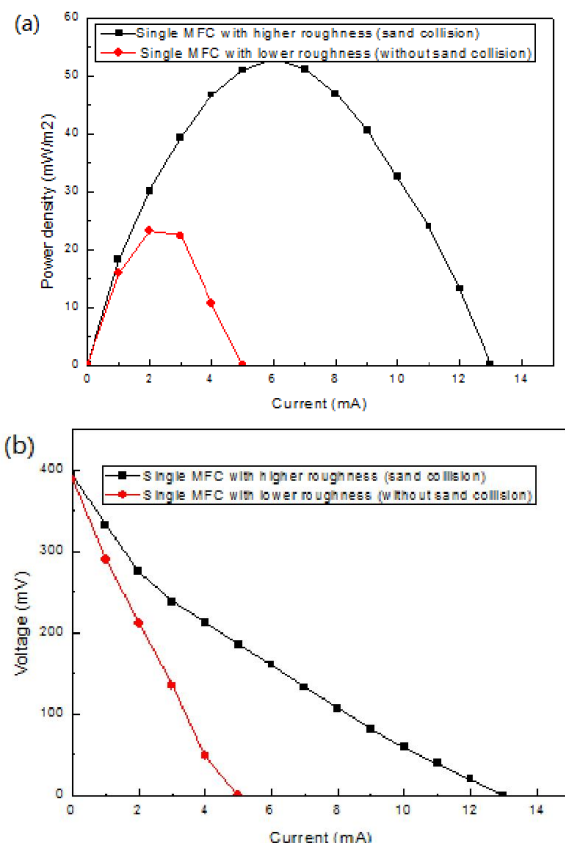 (a)
Single MFC with higher roughness (sand collision)
Single MFC with lower roughness (without sand collision)
60
50
40
30
20
10
0
Power density (mW/m2)
0 2 4 6 8 10 12 14
Current (mA)
(b)
Single MFC with higher roughness (sand collision)
Single MFC with lower roughness (without sand collision)
400
300
200
100
0
Voltage (mV)
0 2 4 6 8 10 12 14
Current (mA)